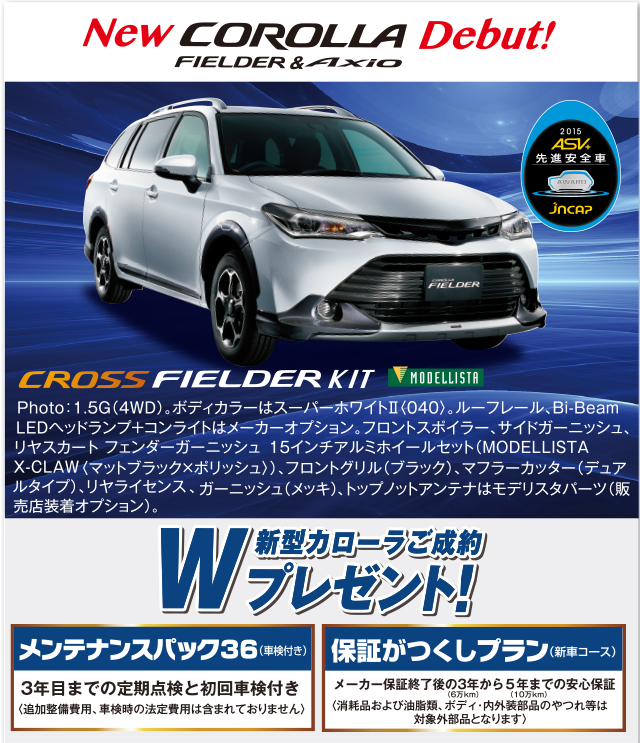 New COROLLA Debut!
FIELDER & Axio
2015
ASV+
先進安全車
AWARD
JNCAP
COROLLA
FIELDER
CROSS FIELDER KIT MODELLISTA
Photo：1.5G（4WD）。ボディカラーはスーパーホワイトⅡ〈040〉。ルーフレール、Bi-Beam
LEDヘッドランプ＋コンライトはメーカーオプション。フロントスポイラー、サイドガーニッシュ、
リヤスカート フェンダーガーニッシュ 15インチアルミホイールセット（MODELLISTA
X-CLAW〈マットブラック×ポリッシュ〉）、フロントグリル（ブラック）、マフラーカッター（デュア
ルタイプ）、リヤライセンス、ガーニッシュ（メッキ）、トップノットアンテナはモデリスタパーツ（販
売店装着オプション）。
新型カローラご成約
Wプレゼント！
メンテナンスパック36（車検付き）
3年目までの定期点検と初回車検付き
〈追加整備費用、車検時の法定費用は含まれておりません〉
保証がつくしプラン（新車コース）
メーカー保証終了後の3年から5年までの安心保証
（6万km） （10万km）
〈消耗品および油脂類、ボディ・内外装部品のやつれ等は
対象外部品となります〉